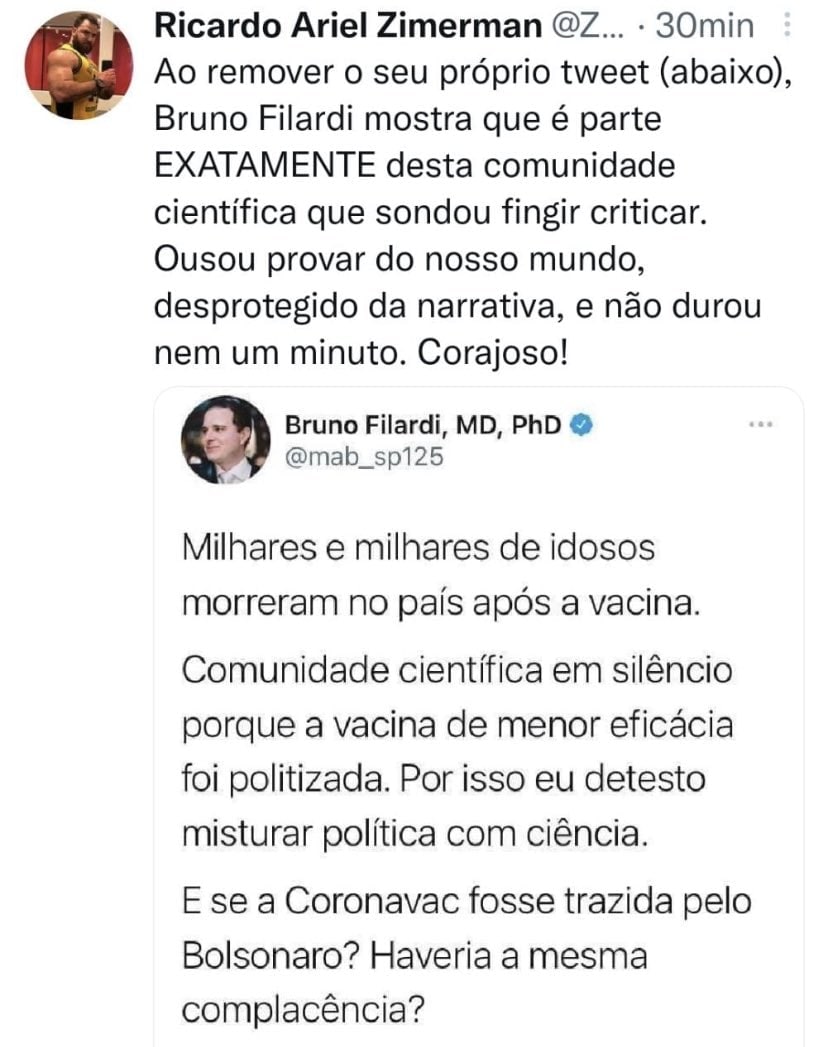 Ricardo Ariel Zimerman @Z... · 30min
Ao remover o seu próprio tweet (abaixo),
Bruno Filardi mostra que é parte
EXATAMENTE desta comunidade
científica que sondou fingir criticar.
Ousou provar do nosso mundo,
desprotegido da narrativa, e não durou
nem um minuto. Corajoso!
Bruno Filardi, MD, PhD
@mab_sp125
Milhares e milhares de idosos
morreram no país após a vacina.
Comunidade científica em silêncio
porque a vacina de menor eficácia
foi politizada. Por isso eu detesto
misturar política com ciência.
E se a Coronavac fosse trazida pelo
Bolsonaro? Haveria a mesma
complacência?